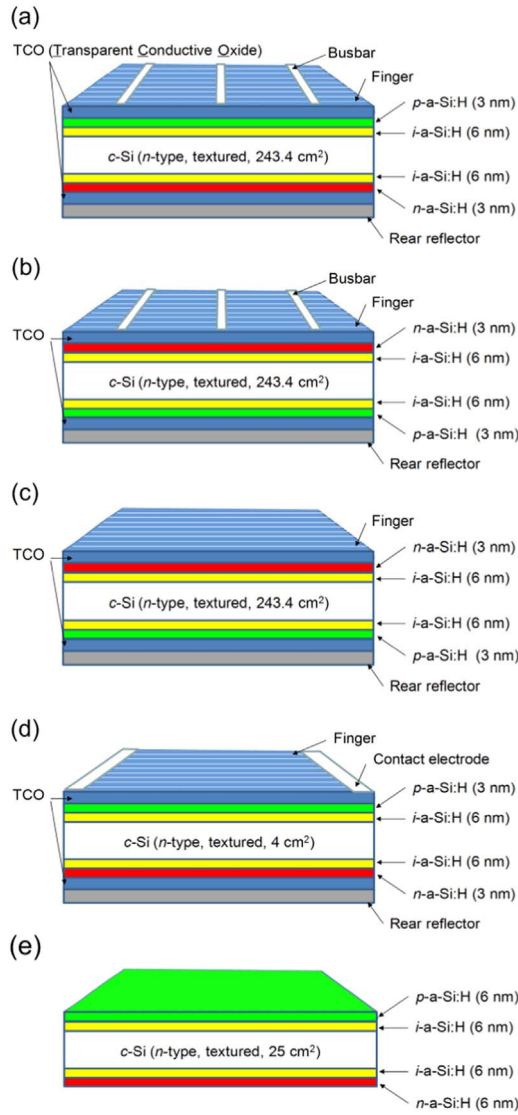 (a)
TCO (Transparent Conductive Oxide)
Busbar
Finger
p-a-Si:H (3 nm)
i-a-Si:H (6 nm)
c-Si (n-type, textured, 243.4 cm²)
i-a-Si:H (6 nm)
n-a-Si:H (3 nm)
Rear reflector
(b)
Busbar
Finger
TCO
n-a-Si:H (3 nm)
i-a-Si:H (6 nm)
c-Si (n-type, textured, 243.4 cm²)
i-a-Si:H (6 nm)
p-a-Si:H (3 nm)
Rear reflector
(c)
Finger
TCO
n-a-Si:H (3 nm)
i-a-Si:H (6 nm)
c-Si (n-type, textured, 243.4 cm²)
i-a-Si:H (6 nm)
p-a-Si:H (3 nm)
Rear reflector
(d)
Finger
Contact electrode
TCO
p-a-Si:H (3 nm)
i-a-Si:H (6 nm)
c-Si (n-type, textured, 4 cm²)
i-a-Si:H (6 nm)
n-a-Si:H (3 nm)
Rear reflector
(e)
p-a-Si:H (6 nm)
i-a-Si:H (6 nm)
c-Si (n-type, textured, 25 cm²)
i-a-Si:H (6 nm)
n-a-Si:H (6 nm)